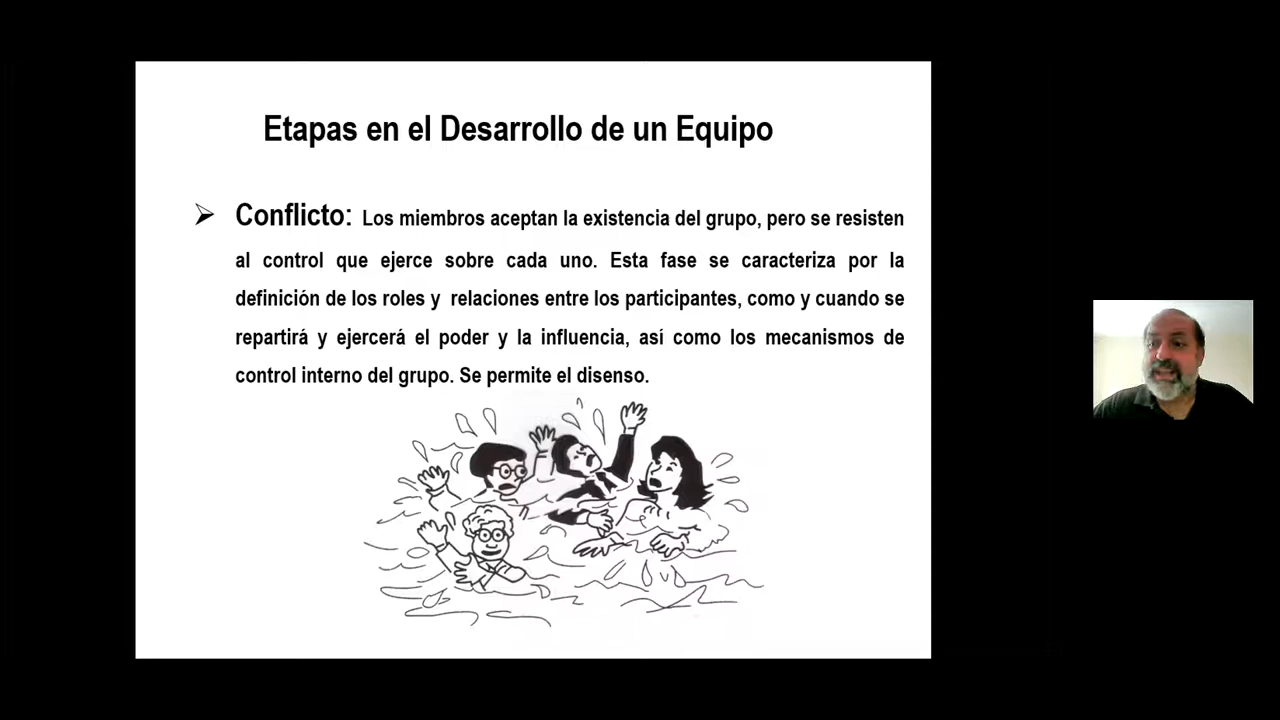 Etapas en el Desarrollo de un Equipo
Conflicto: Los miembros aceptan la existencia del grupo, pero se resisten
al control que ejerce sobre cada uno. Esta fase se caracteriza por la
definición de los roles y relaciones entre los participantes, como y cuando se
repartirá y ejercerá el poder y la influencia, así como los mecanismos de
control interno del grupo. Se permite el disenso.